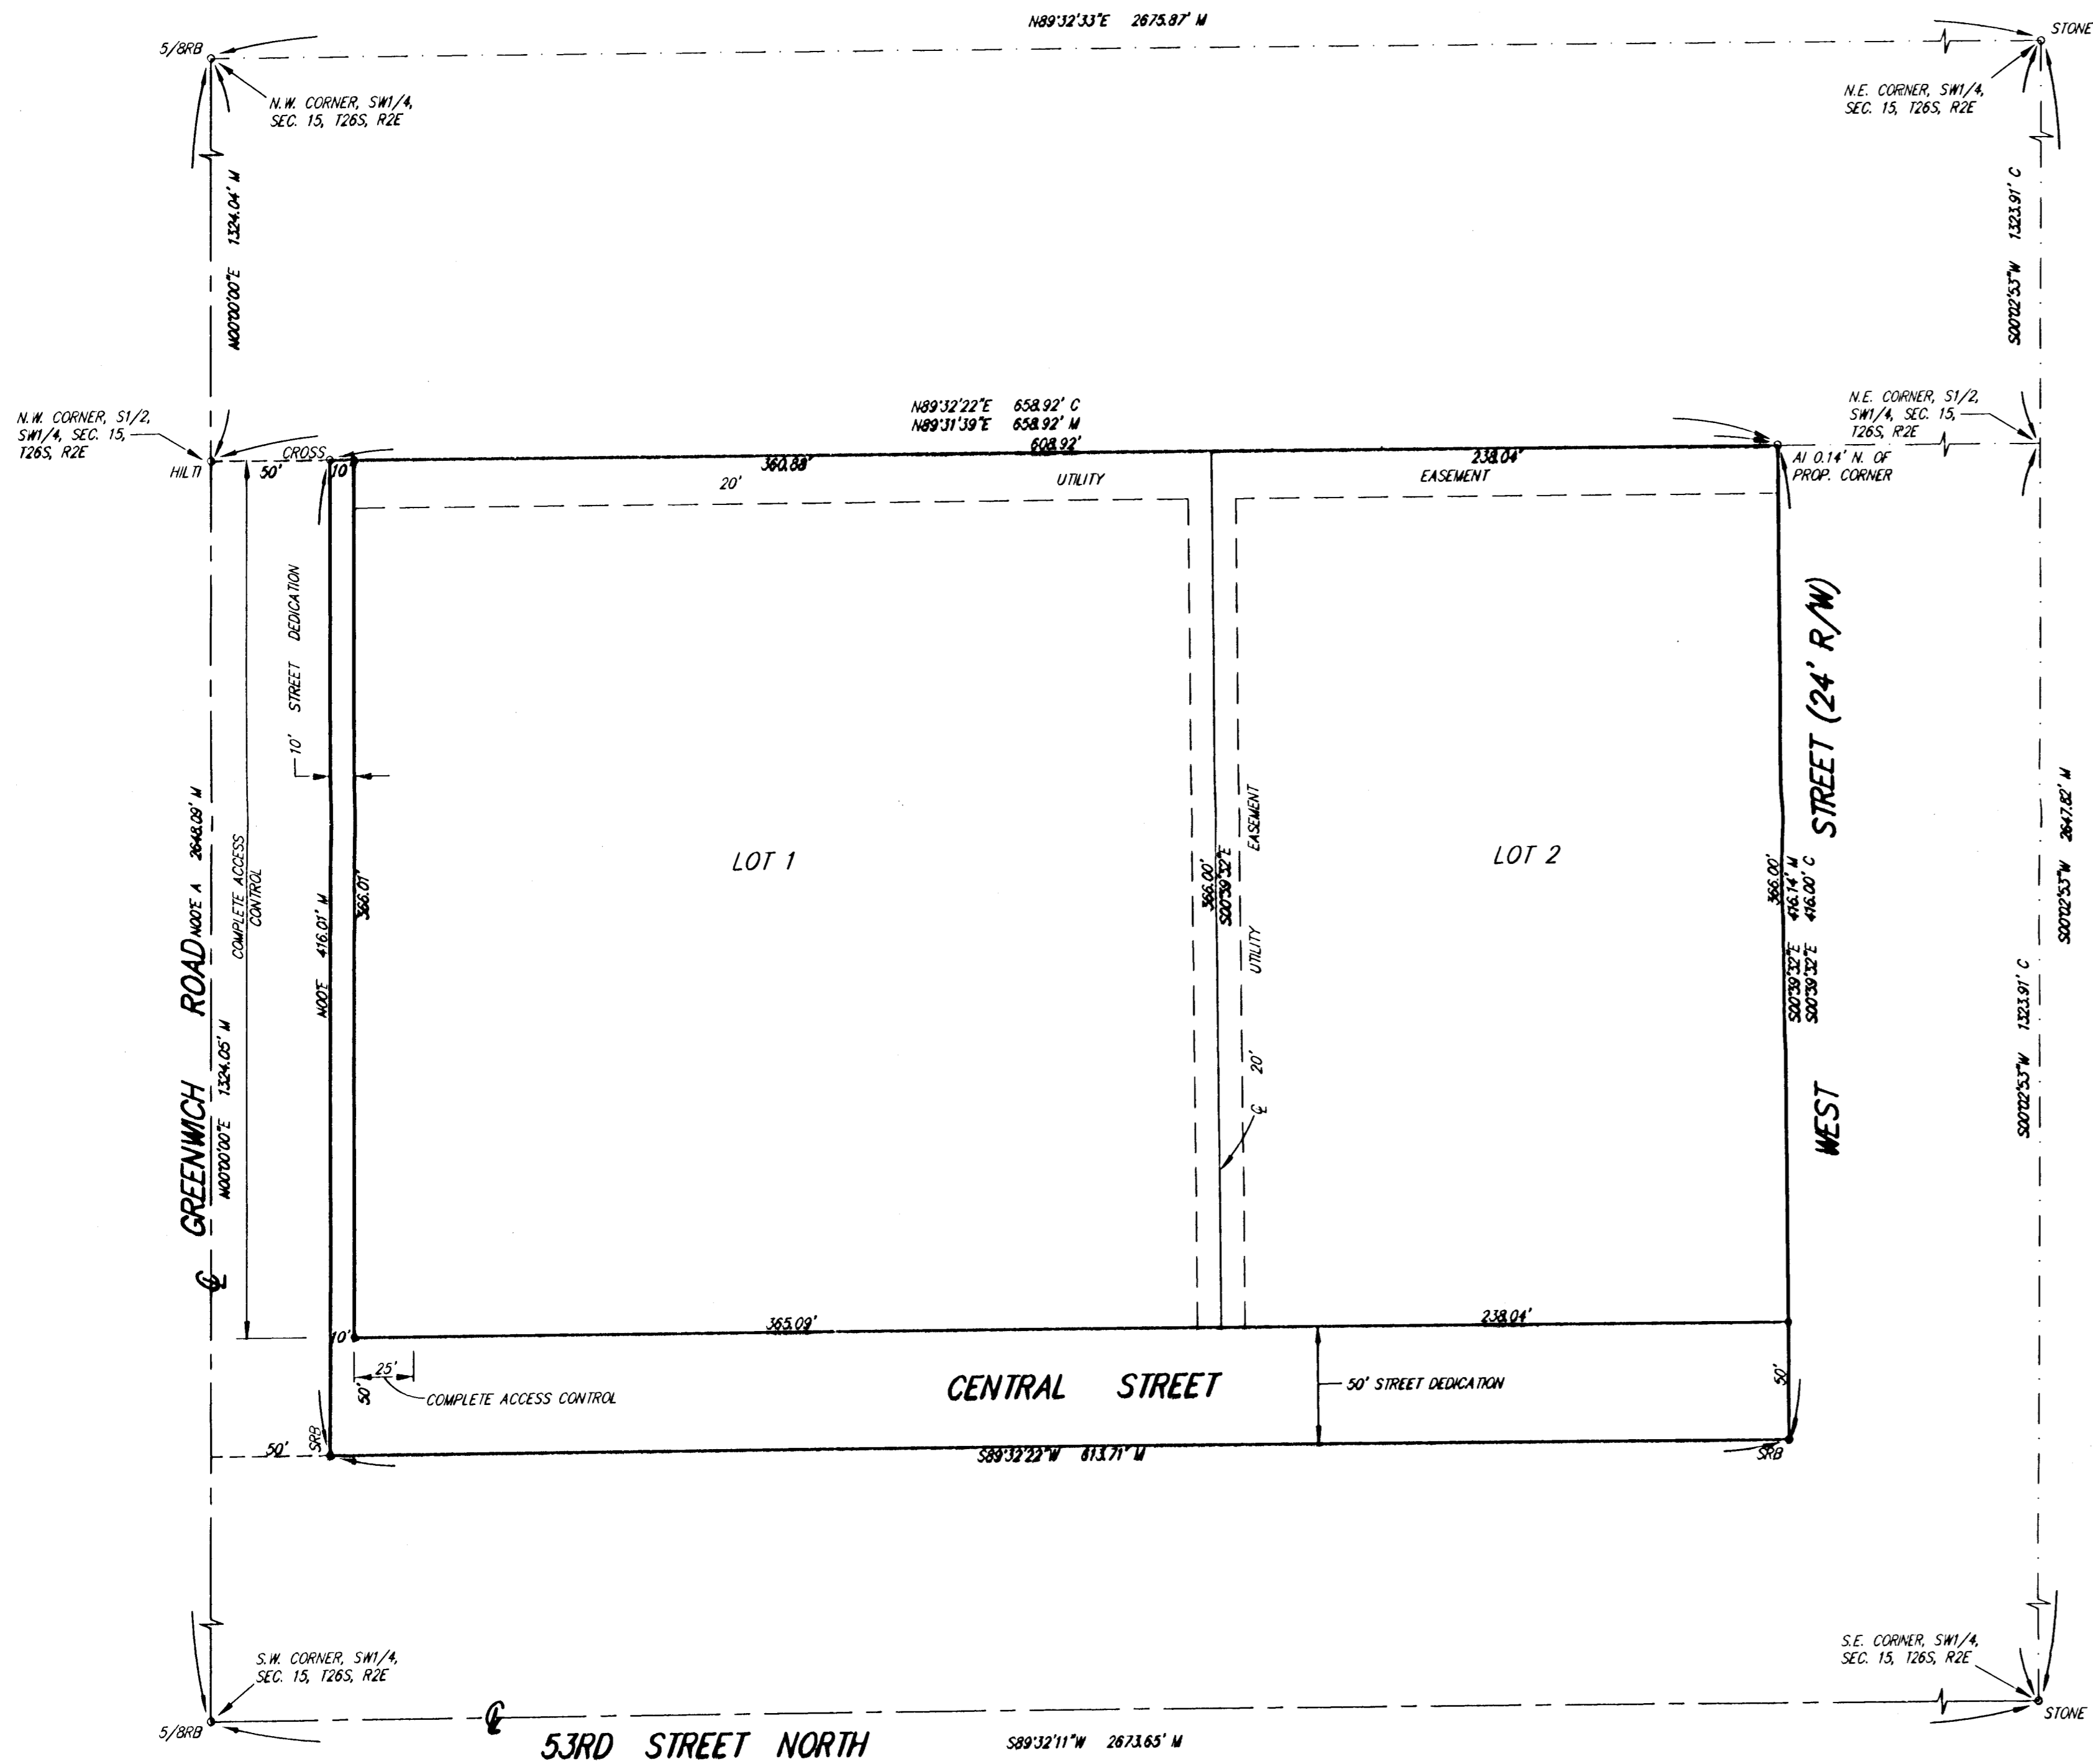 N89°32'33"E 2675.87' M
5/8RB
STONE
N.W. CORNER, SW1/4,
SEC. 15, T26S, R2E
N.E. CORNER, SW1/4,
SEC. 15, T26S, R2E
N00°00'00"E 1324.04' M
S00°02'53"W 1323.91' C
N.W. CORNER, S1/2,
SW1/4, SEC. 15,
T26S, R2E
HILTI
50'
CROSS
10'
N89°32'22"E 658.92' C
N89°31'39"E 658.92' M
608.92'
360.88'
238.04'
N.E. CORNER, S1/2,
SW1/4, SEC. 15,
T26S, R2E
AI 0.14' N. OF
PROP. CORNER
20' UTILITY EASEMENT
10' STREET DEDICATION
COMPLETE ACCESS
CONTROL
GREENWICH ROAD
N00°E A 2648.09' M
N00°00'00"E 1324.05' M
N00°E 416.01' M
366.01'
LOT 1
366.00'
S00°39'32"E
℄ 20' UTILITY EASEMENT
LOT 2
366.00'
S00°39'32"E 416.14' M
S00°39'32"E 416.00' C
WEST STREET (24' R/W)
S00°02'53"W 1323.91' C
S00°02'53"W 2647.82' M
℄
10'
365.09'
238.04'
25'
50'
COMPLETE ACCESS CONTROL
CENTRAL STREET
50' STREET DEDICATION
50'
50'
SRB
S89°32'22"W 613.71' M
SRB
S.W. CORNER, SW1/4,
SEC. 15, T26S, R2E
S.E. CORNER, SW1/4,
SEC. 15, T26S, R2E
5/8RB
℄
53RD STREET NORTH
S89°32'11"W 2673.65' M
STONE